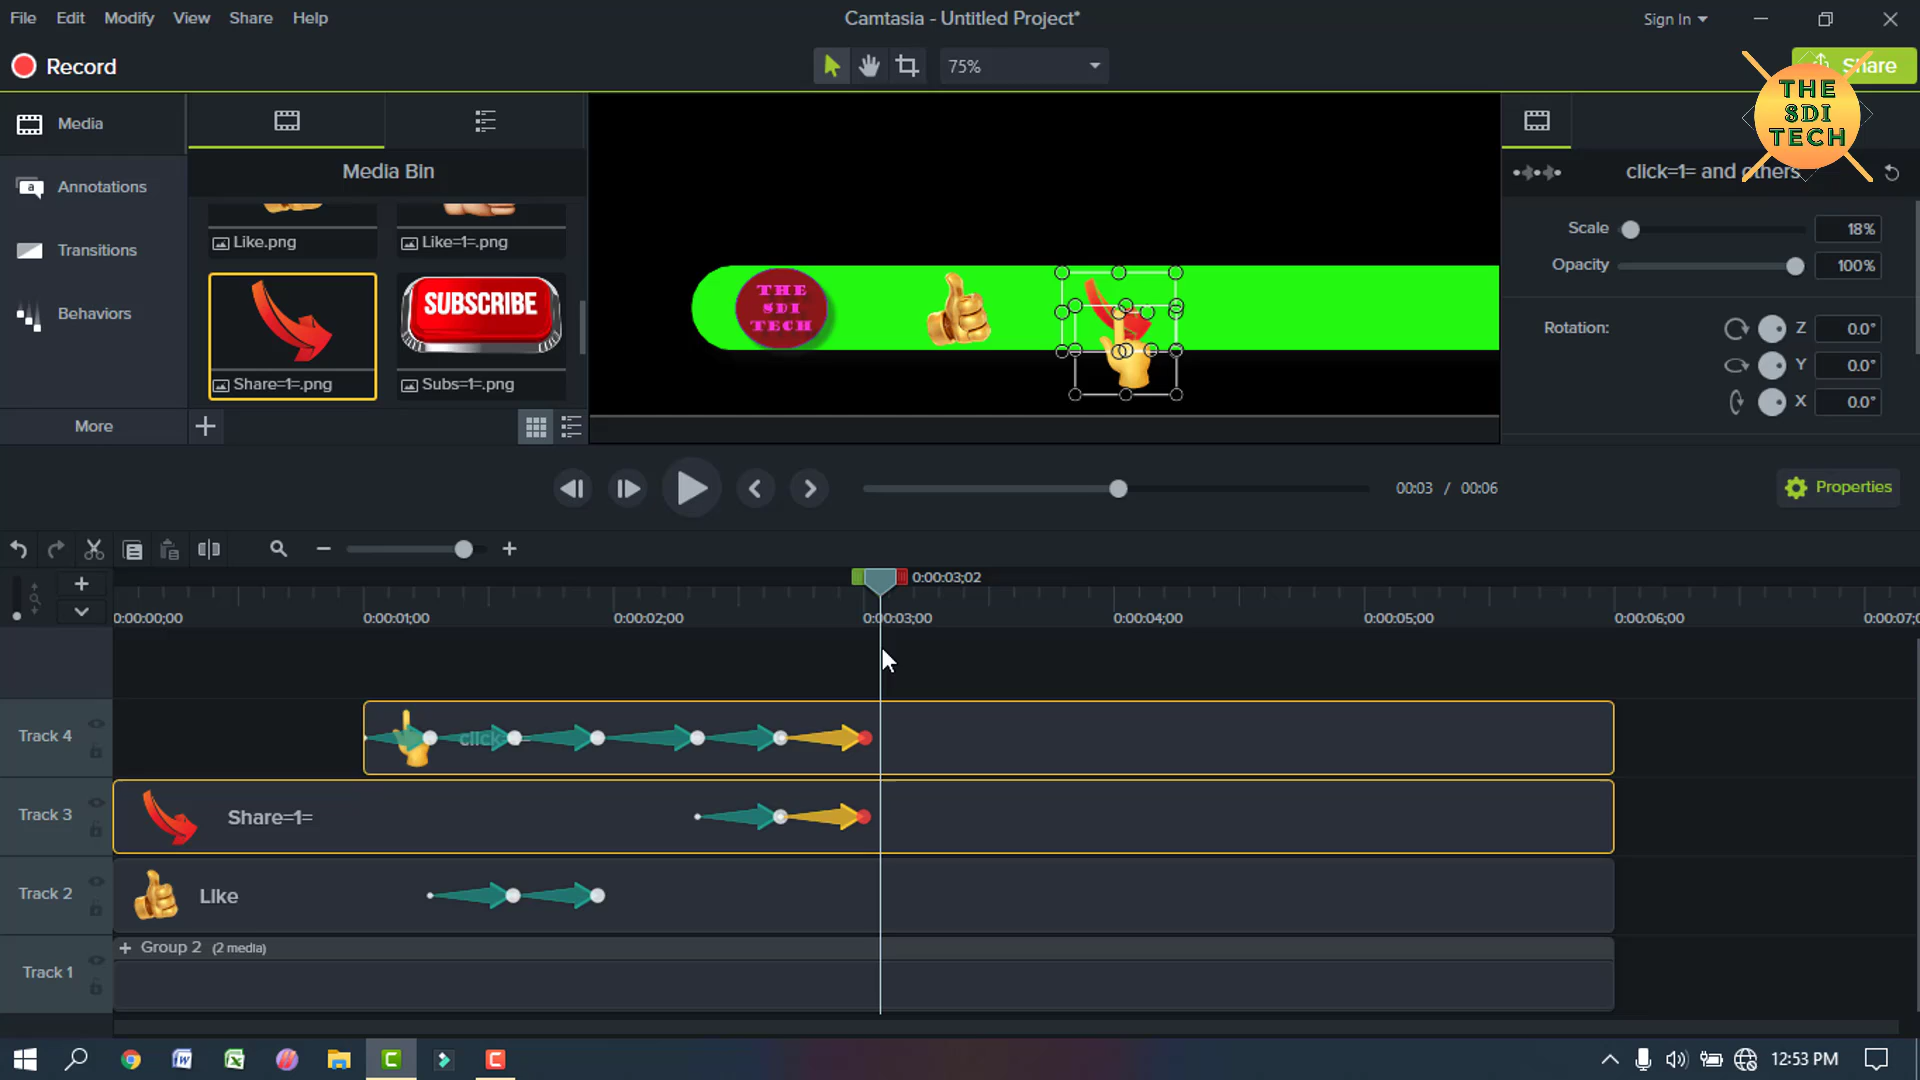 File Edit Modify View Share Help
Camtasia - Untitled Project*
Sign In
Record
75%
Share
THE
SDI
TECH
Media
Annotations
Transitions
Behaviors
More
Media Bin
Like.png
Like=1=.png
SUBSCRIBE
Share=1=.png
Subs=1=.png
THE
SDI
TECH
click=1= and others
Scale 18%
Opacity 100%
Rotation: Z 0.0°
Y 0.0°
X 0.0°
00:03 / 00:06
Properties
0:00:03;02
0:00:00;00 0:00:01;00 0:00:02;00 0:00:03;00 0:00:04;00 0:00:05;00 0:00:06;00
Track 4
Track 3 Share=1=
Track 2 Like
Group 2 (2 media)
Track 1
12:53 PM